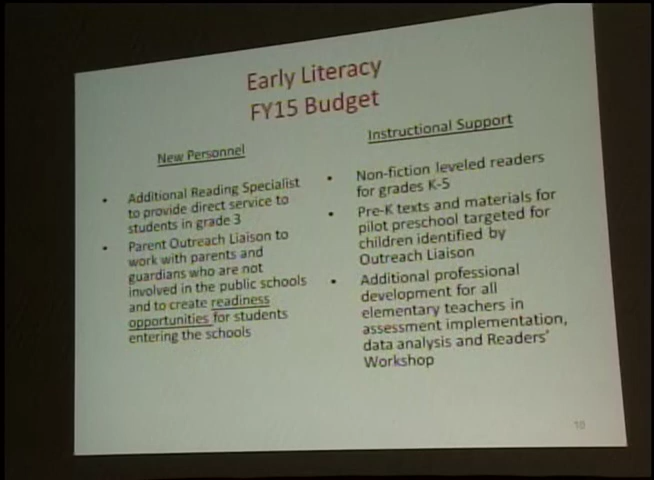 Early Literacy
FY15 Budget
New Personnel
• Additional Reading Specialist
to provide direct service to
students in grade 3
• Parent Outreach Liaison to
work with parents and
guardians who are not
involved in the public schools
and to create readiness
opportunities for students
entering the schools
Instructional Support
• Non-fiction leveled readers
for grades K-5
• Pre-K texts and materials for
pilot preschool targeted for
children identified by
Outreach Liaison
• Additional professional
development for all
elementary teachers in
assessment implementation,
data analysis and Readers'
Workshop
10